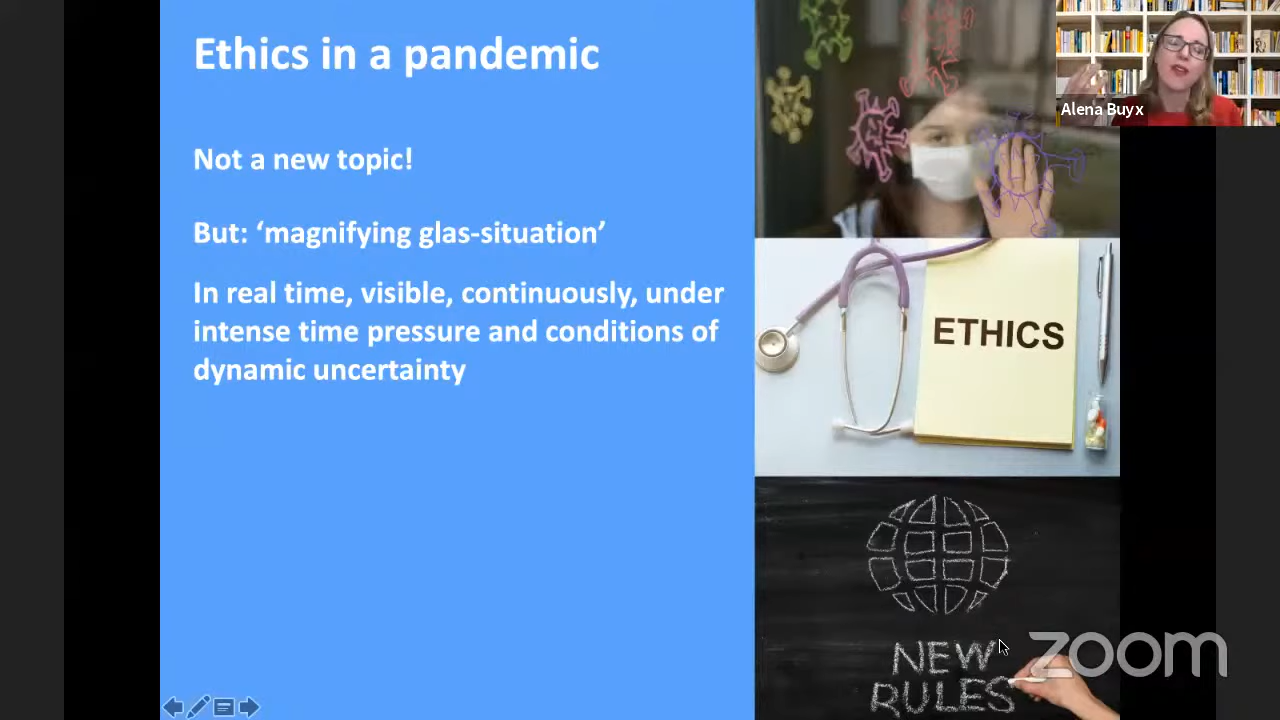 Ethics in a pandemic
Not a new topic!
But: ‘magnifying glas-situation’
In real time, visible, continuously, under
intense time pressure and conditions of
dynamic uncertainty
Alena Buyx
ETHICS
NEW
RULES
zoom